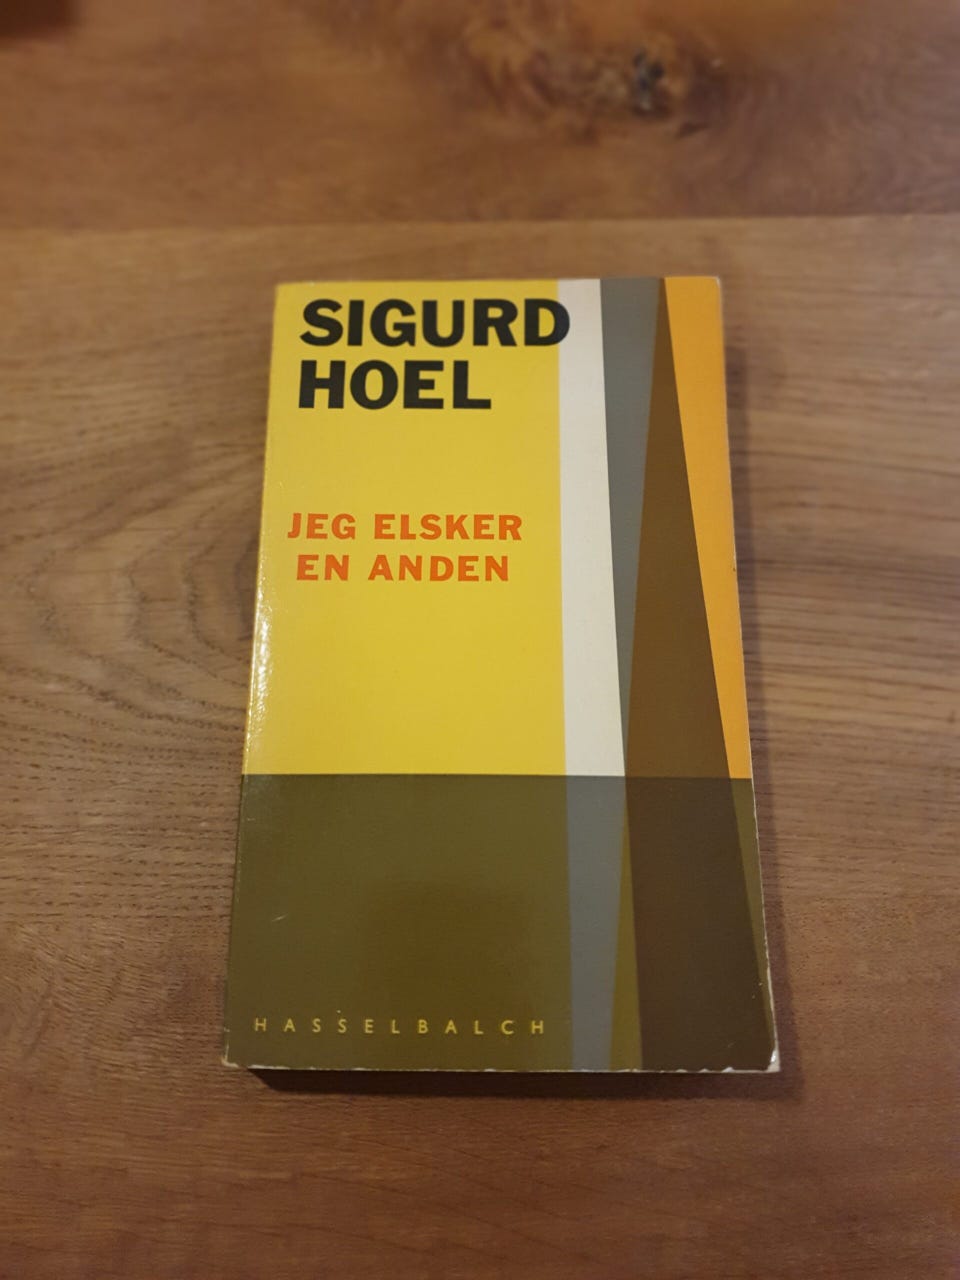 SIGURD
HOEL
JEG ELSKER
EN ANDEN
HASSELBALCH